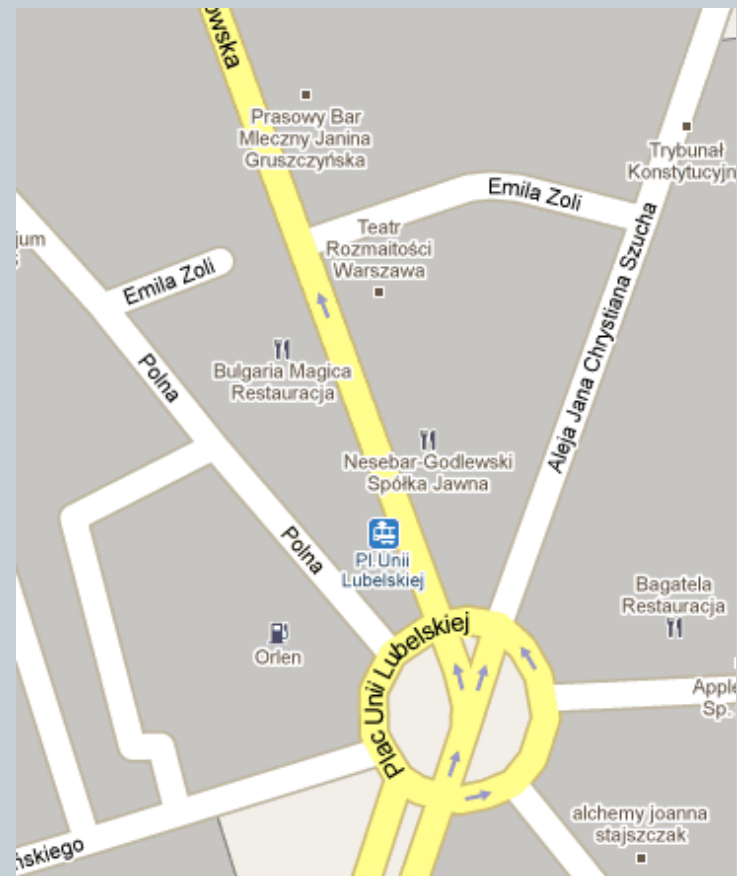 owska
Prasowy Bar
Mleczny Janina
Gruszczyńska
Trybunał
Konstytucyjn
Emila Zoli
Teatr
Rozmaitości
Warszawa
jum
Emila Zoli
Aleja Jana Chrystiana Szucha
Polna
Bulgaria Magica
Restauracja
Nesebar-Godlewski
Spółka Jawna
Polna
Pl.Unii
Lubelskiej
Bagatela
Restauracja
Orlen
Plac Unii Lubelskiej
Apple
Sp.
alchemy joanna
stajszczak
ńskiego